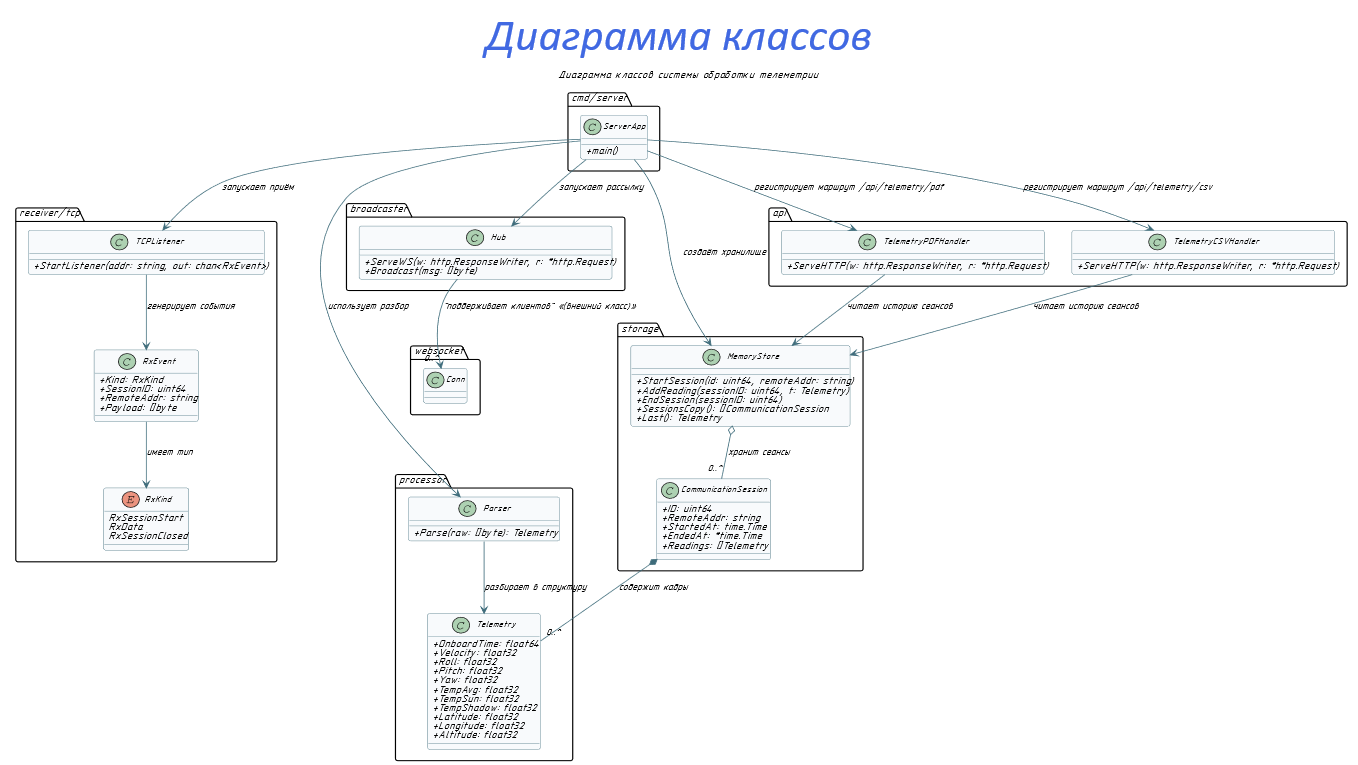 Диаграмма классов
Диаграмма классов системы обработки телеметрии
cmd/server
C ServerApp
+main()
запускает приём
запускает рассылку
регистрирует маршрут /api/telemetry/pdf
регистрирует маршрут /api/telemetry/csv
receiver/tcp
C TCPListener
+StartListener(addr: string, out: chan<RxEvent>)
генерирует события
C RxEvent
+Kind: RxKind
+SessionID: uint64
+RemoteAddr: string
+Payload: []byte
имеет тип
E RxKind
RxSessionStart
RxData
RxSessionClosed
broadcaster
C Hub
+ServeWS(w: http.ResponseWriter, r: *http.Request)
+Broadcast(msg: []byte)
использует разбор
"поддерживает клиентов" «(внешний класс)»
websocket
0..*
C Conn
создаёт хранилище
api
C TelemetryPDFHandler
+ServeHTTP(w: http.ResponseWriter, r: *http.Request)
C TelemetryCSVHandler
+ServeHTTP(w: http.ResponseWriter, r: *http.Request)
читает историю сеансов
читает историю сеансов
storage
C MemoryStore
+StartSession(id: uint64, remoteAddr: string)
+AddReading(sessionID: uint64, t: Telemetry)
+EndSession(sessionID: uint64)
+SessionsCopy(): []CommunicationSession
+Last(): Telemetry
хранит сеансы
0..*
C CommunicationSession
+ID: uint64
+RemoteAddr: string
+StartedAt: time.Time
+EndedAt: *time.Time
+Readings: []Telemetry
processor
C Parser
+Parse(raw: []byte): Telemetry
разбирает в структуру
содержит кадры
0..*
C Telemetry
+OnboardTime: float64
+Velocity: float32
+Roll: float32
+Pitch: float32
+Yaw: float32
+TempAvg: float32
+TempSun: float32
+TempShadow: float32
+Latitude: float32
+Longitude: float32
+Altitude: float32